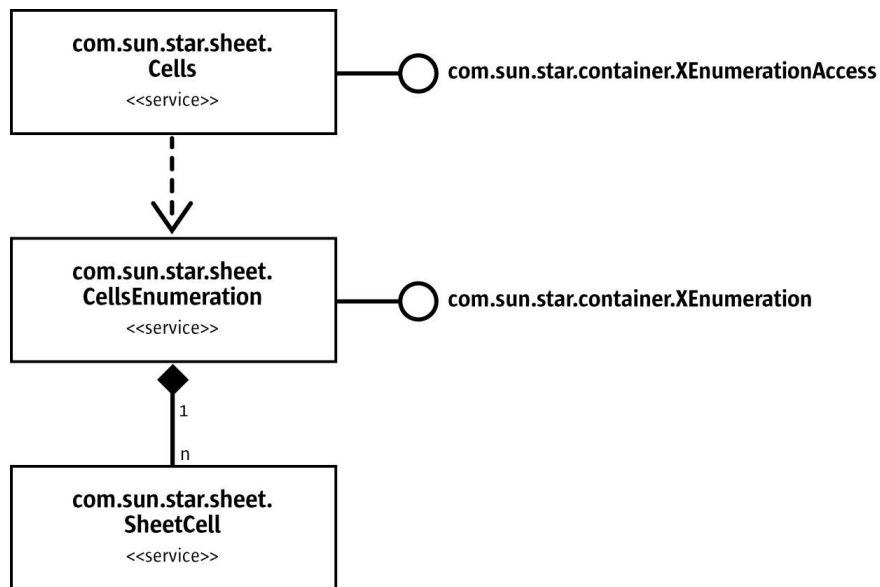 com.sun.star.sheet.
Cells
<<service>>
com.sun.star.container.XEnumerationAccess
com.sun.star.sheet.
CellsEnumeration
<<service>>
com.sun.star.container.XEnumeration
1
n
com.sun.star.sheet.
SheetCell
<<service>>